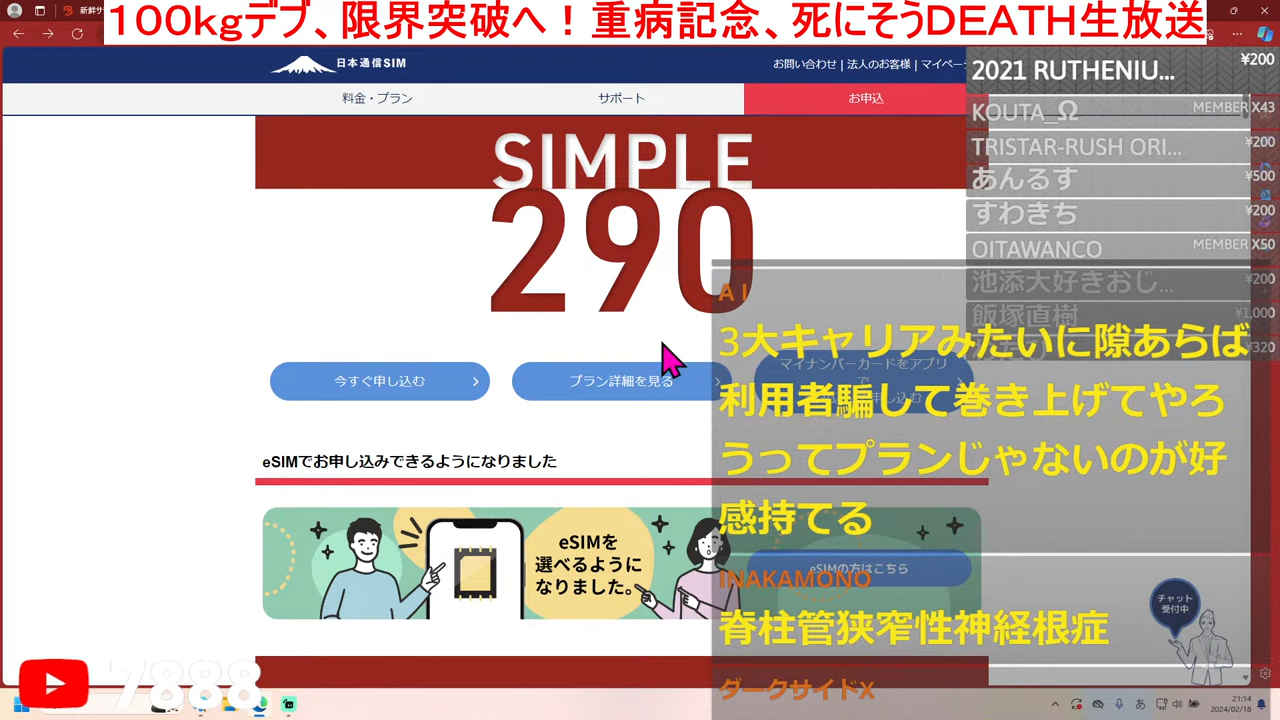 100kgデブ、限界突破へ！重病記念、死にそうDEATH生放送
日本通信SIM
お問い合わせ | 法人のお客様 | マイペー
料金・プラン
サポート
お申込
SIMPLE
290
今すぐ申し込む
プラン詳細を見る
マイナンバーカードをアプリ
で
eSIMでお申し込みできるようになりました
eSIMを
選べるように
なりました。
eSIMの方はこちら
チャット
受付中
2021 RUTHENIU...
¥200
KOUTA_Ω
MEMBER X43
TRISTAR-RUSH ORI...
¥200
あんるす
¥500
すわきち
¥200
OITAWANCO
MEMBER X50
池添大好きおじ...
¥200
飯塚直樹
¥1,000
¥320
A I
3大キャリアみたいに隙あらば
利用者騙して巻き上げてやろ
うってプランじゃないのが好
感持てる
INAKAMONO
脊柱管狭窄性神経根症
ダークサイドX
7888
21:14
2024/02/18